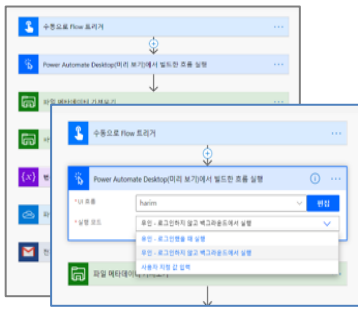 수동으로 Flow 트리거
Power Automate Desktop(미리 보기)에서 빌드한 흐름 실행
파일 메타데이터 가져오기
수동으로 Flow 트리거
Power Automate Desktop(미리 보기)에서 빌드한 흐름 실행
*UI 흐름
harim
편집
*실행 모드
무인 - 로그인하지 않고 백그라운드에서 실행
유인 - 로그인했을 때 실행
무인 - 로그인하지 않고 백그라운드에서 실행
사용자 지정 값 입력
파일 메타데이터 가져오기